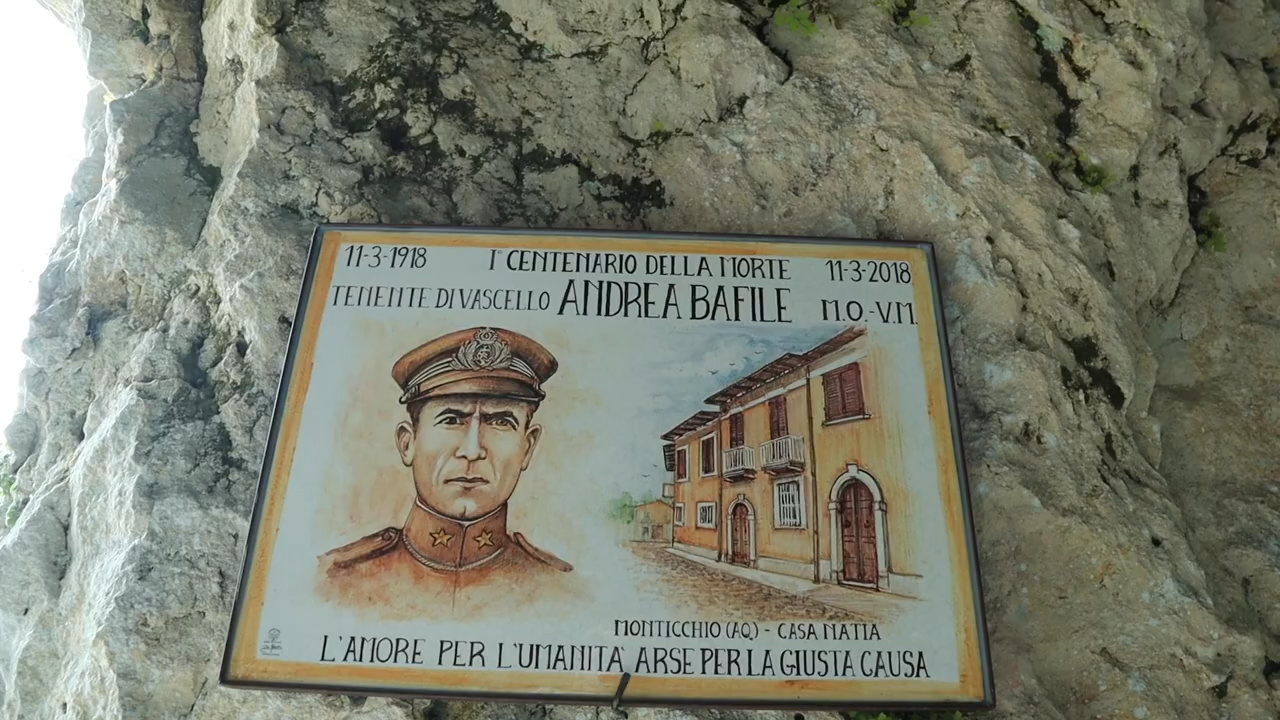 11-3-1918 I° CENTENARIO DELLA MORTE 11-3-2018
TENENTE DI VASCELLO ANDREA BAFILE M.O.-V.M.
MONTICCHIO (AQ) - CASA NATIA
L'AMORE PER L'UMANITÀ ARSE PER LA GIUSTA CAUSA